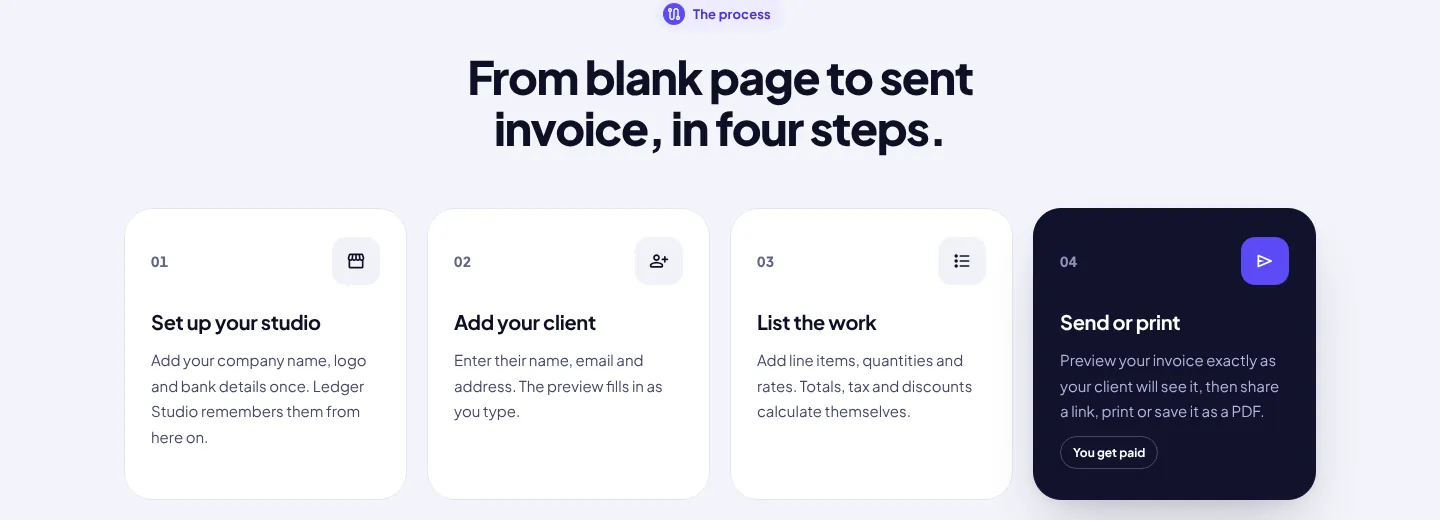 The process
From blank page to sent
invoice, in four steps.
01
Set up your studio
Add your company name, logo
and bank details once. Ledger
Studio remembers them from
here on.
02
Add your client
Enter their name, email and
address. The preview fills in as
you type.
03
List the work
Add line items, quantities and
rates. Totals, tax and discounts
calculate themselves.
04
Send or print
Preview your invoice exactly as
your client will see it, then share
a link, print or save it as a PDF.
You get paid